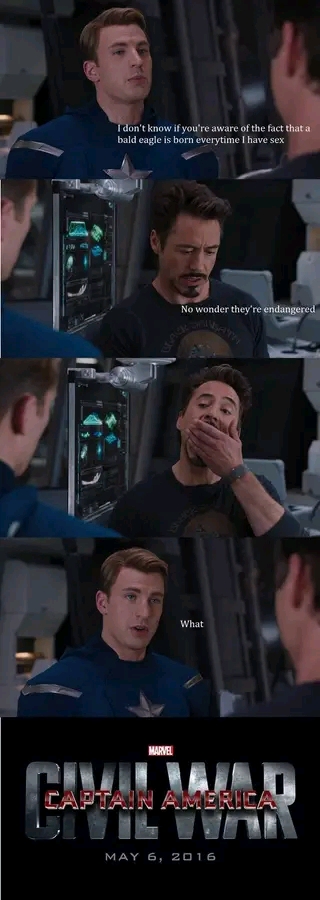 I don't know if you're aware of the fact that a
bald eagle is born everytime I have sex
No wonder they're endangered
What
MARVEL
CIVIL WAR
CAPTAIN AMERICA
MAY 6, 2016